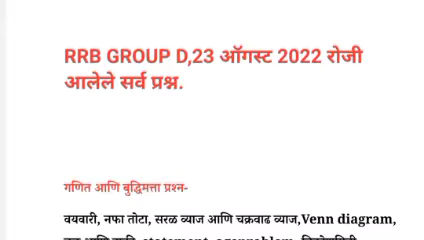 RRB GROUP D,23 ऑगस्ट 2022 रोजी
आलेले सर्व प्रश्न.
गणित आणि बुद्धिमत्ता प्रश्न-
वयवारी, नफा तोटा, सरळ व्याज आणि चक्रवाढ व्याज,Venn diagram,